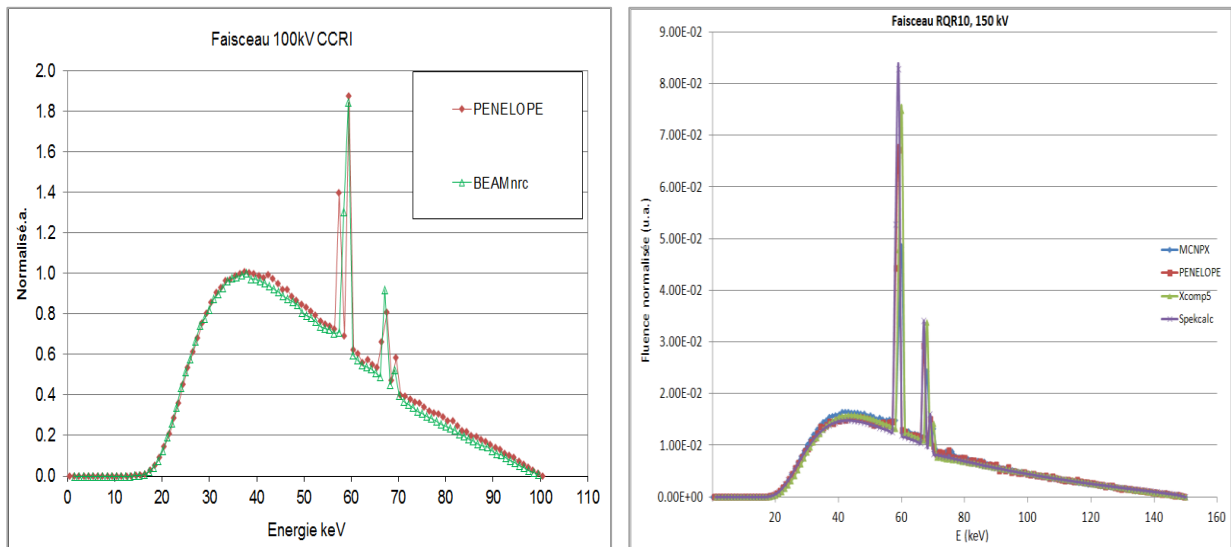 Faisceau 100kV CCRI
2.0
1.8
1.6
1.4
1.2
1.0
0.8
0.6
0.4
0.2
0.0
Normalisé.a.
PENELOPE
BEAMnrc
0 10 20 30 40 50 60 70 80 90 100 110
Energie keV
Faisceau RQR10, 150 kV
9.00E-02
8.00E-02
7.00E-02
6.00E-02
5.00E-02
4.00E-02
3.00E-02
2.00E-02
1.00E-02
0.00E+00
Fluence normalisée (u.a.)
MCNPX
PENELOPE
Xcomp5
Spekcalc
20 40 60 80 100 120 140 160
E (keV)